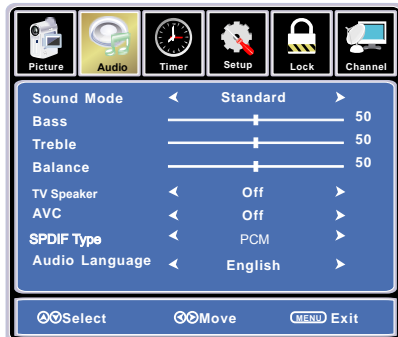 Picture Audio Timer Setup Lock Channel
Sound Mode Standard
Bass 50
Treble 50
Balance 50
TV Speaker Off
AVC Off
SPDIF Type PCM
Audio Language English
Select Move MENU Exit